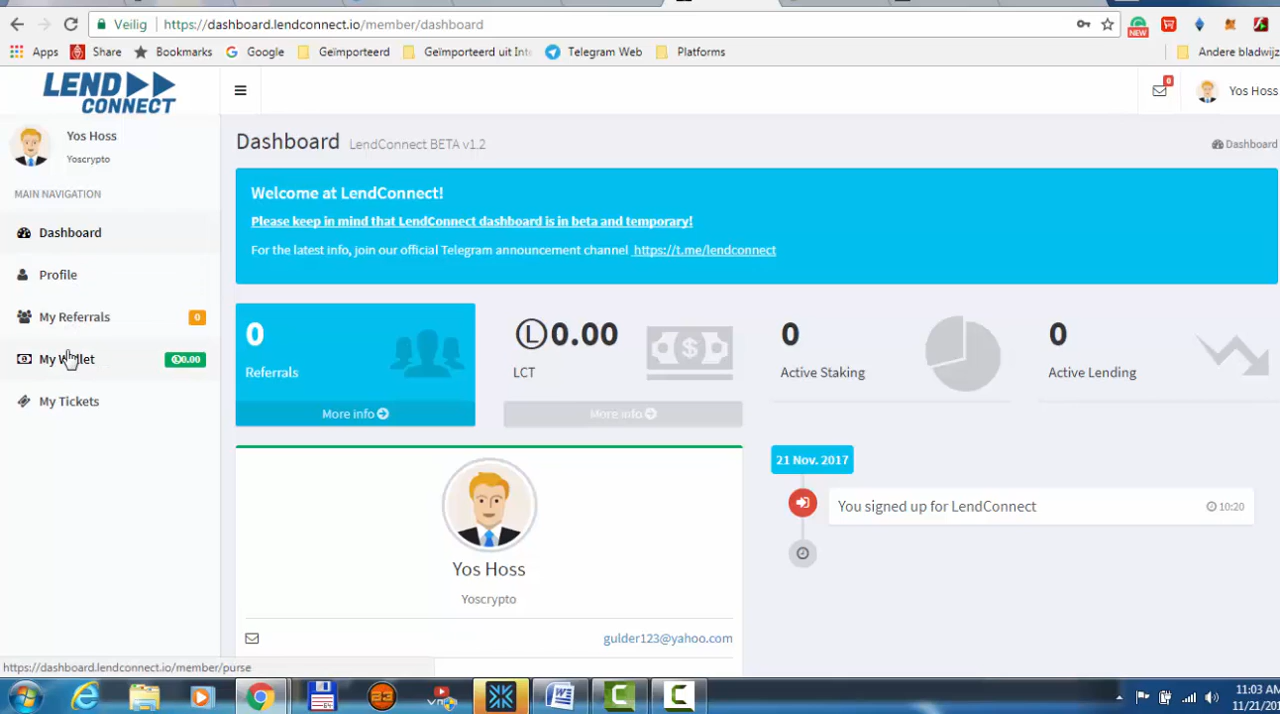 Veilig
https://dashboard.lendconnect.io/member/dashboard
NEW
Apps
Share
Bookmarks
Google
Geïmporteerd
Geïmporteerd uit Int
Telegram Web
Platforms
Andere bladwijz
LEND
CONNECT
0
Yos Hoss
Yos Hoss
Yoscrypto
MAIN NAVIGATION
Dashboard
Profile
My Referrals 0
My Wallet 0.00
My Tickets
Dashboard LendConnect BETA v1.2
Dashboard
Welcome at LendConnect!
Please keep in mind that LendConnect dashboard is in beta and temporary!
For the latest info, join our official Telegram announcement channel https://t.me/lendconnect
0
Referrals
More info
Ⓛ0.00
LCT
More info
0
Active Staking
0
Active Lending
Yos Hoss
Yoscrypto
gulder123@yahoo.com
21 Nov. 2017
You signed up for LendConnect 10:20
https://dashboard.lendconnect.io/member/purse
11:03 AM